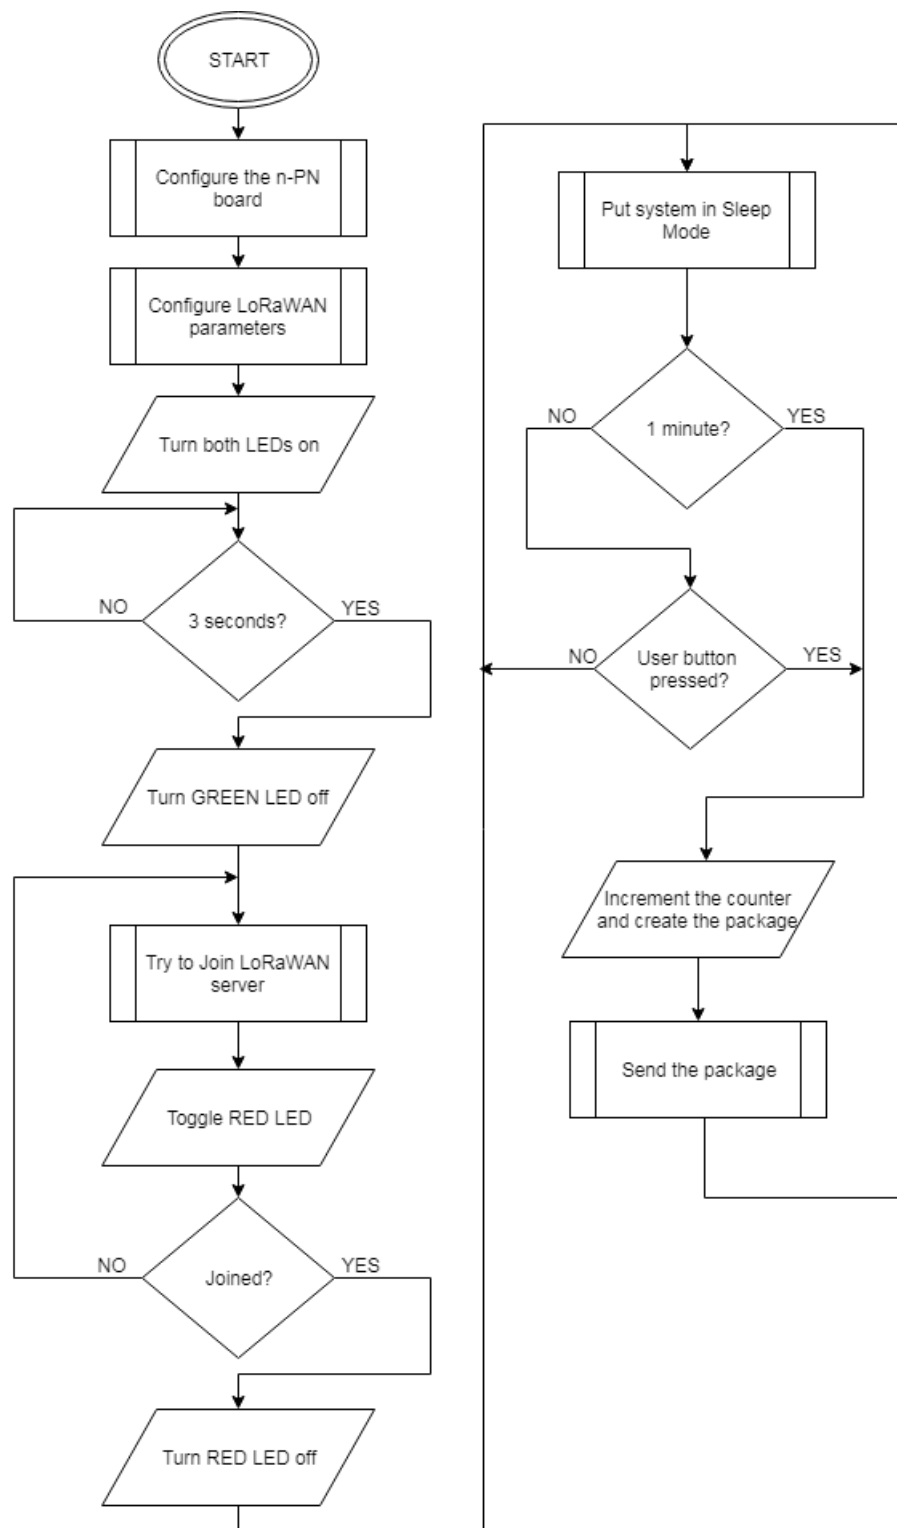 START
Configure the n-PN
board
Configure LoRaWAN
parameters
Turn both LEDs on
NO
3 seconds?
YES
Turn GREEN LED off
Try to Join LoRaWAN
server
Toggle RED LED
NO
Joined?
YES
Turn RED LED off
Put system in Sleep
Mode
NO
1 minute?
YES
NO
User button
pressed?
YES
Increment the counter
and create the package
Send the package